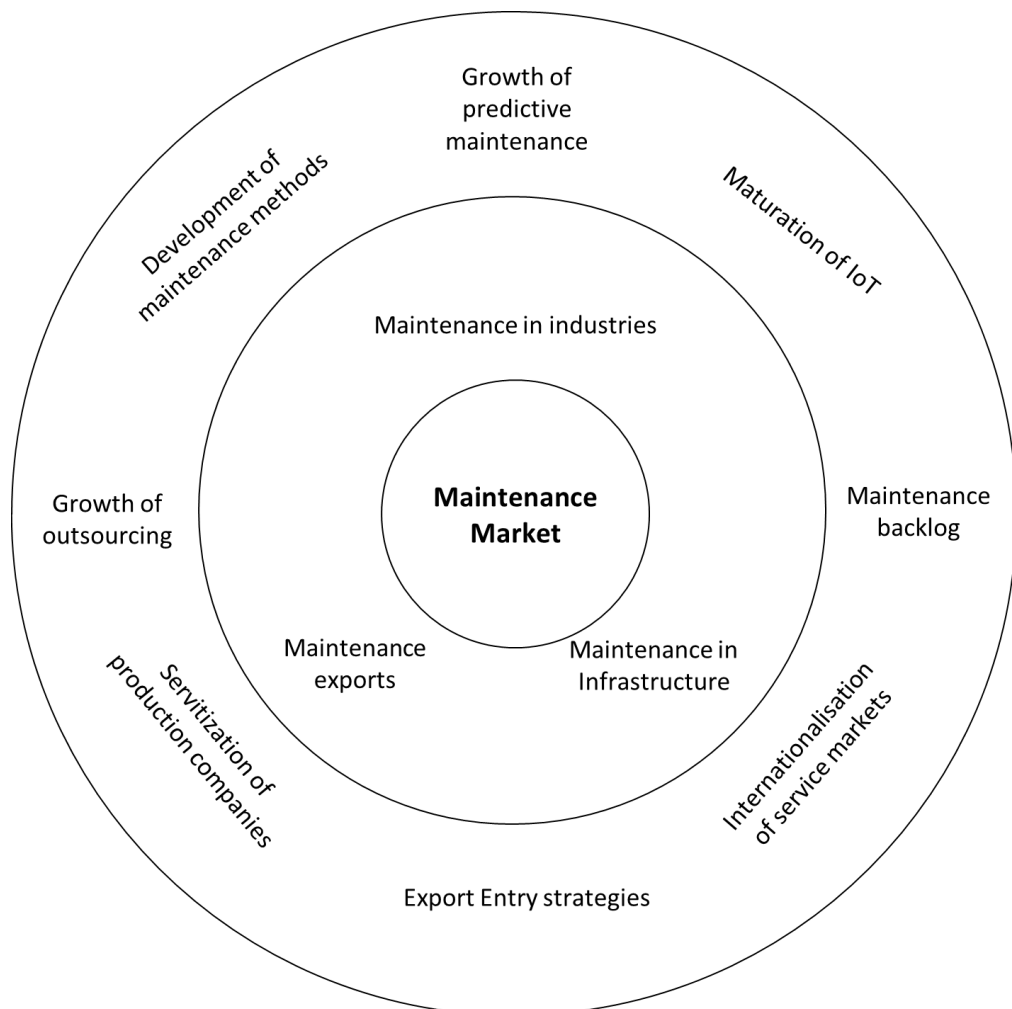 Growth of
predictive
maintenance
Development of
maintenance methods
Maturation of IoT
Maintenance in industries
Maintenance
Market
Growth of
outsourcing
Maintenance
backlog
Maintenance
exports
Maintenance in
Infrastructure
Servitization of
production companies
Internationalisation
of service markets
Export Entry strategies